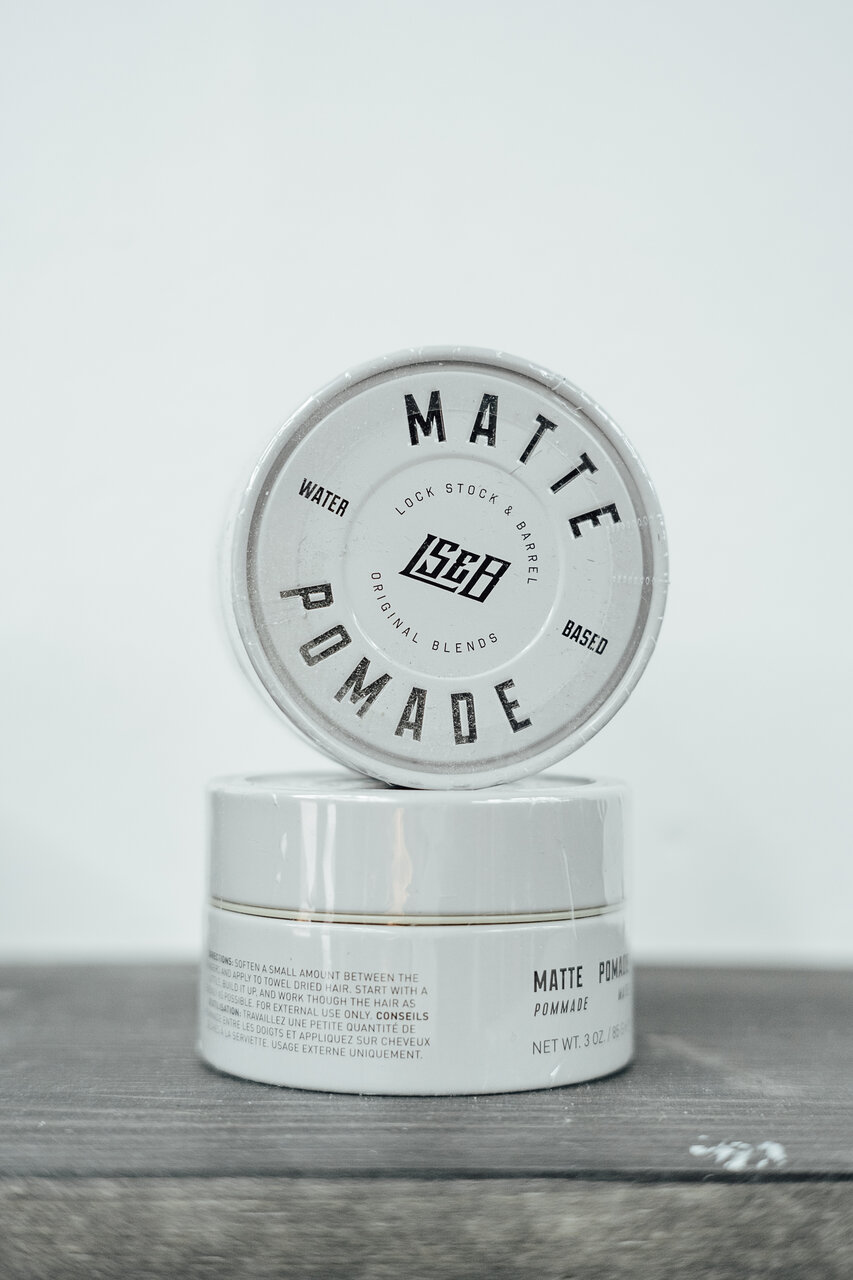 MATTE
WATER
LOCK STOCK & BARREL
LS&B
ORIGINAL BLENDS
BASED
POMADE
SOFTEN A SMALL AMOUNT BETWEEN THE
AND APPLY TO TOWEL DRIED HAIR. START WITH A
BUILD IT UP, AND WORK THOUGH THE HAIR AS
POSSIBLE. FOR EXTERNAL USE ONLY. CONSEILS
TRAVAILLEZ UNE PETITE QUANTITÉ DE
ENTRE LES DOIGTS ET APPLIQUEZ SUR CHEVEUX
À LA SERVIETTE. USAGE EXTERNE UNIQUEMENT.
MATTE POMADE
POMMADE
NET WT. 3 OZ. /